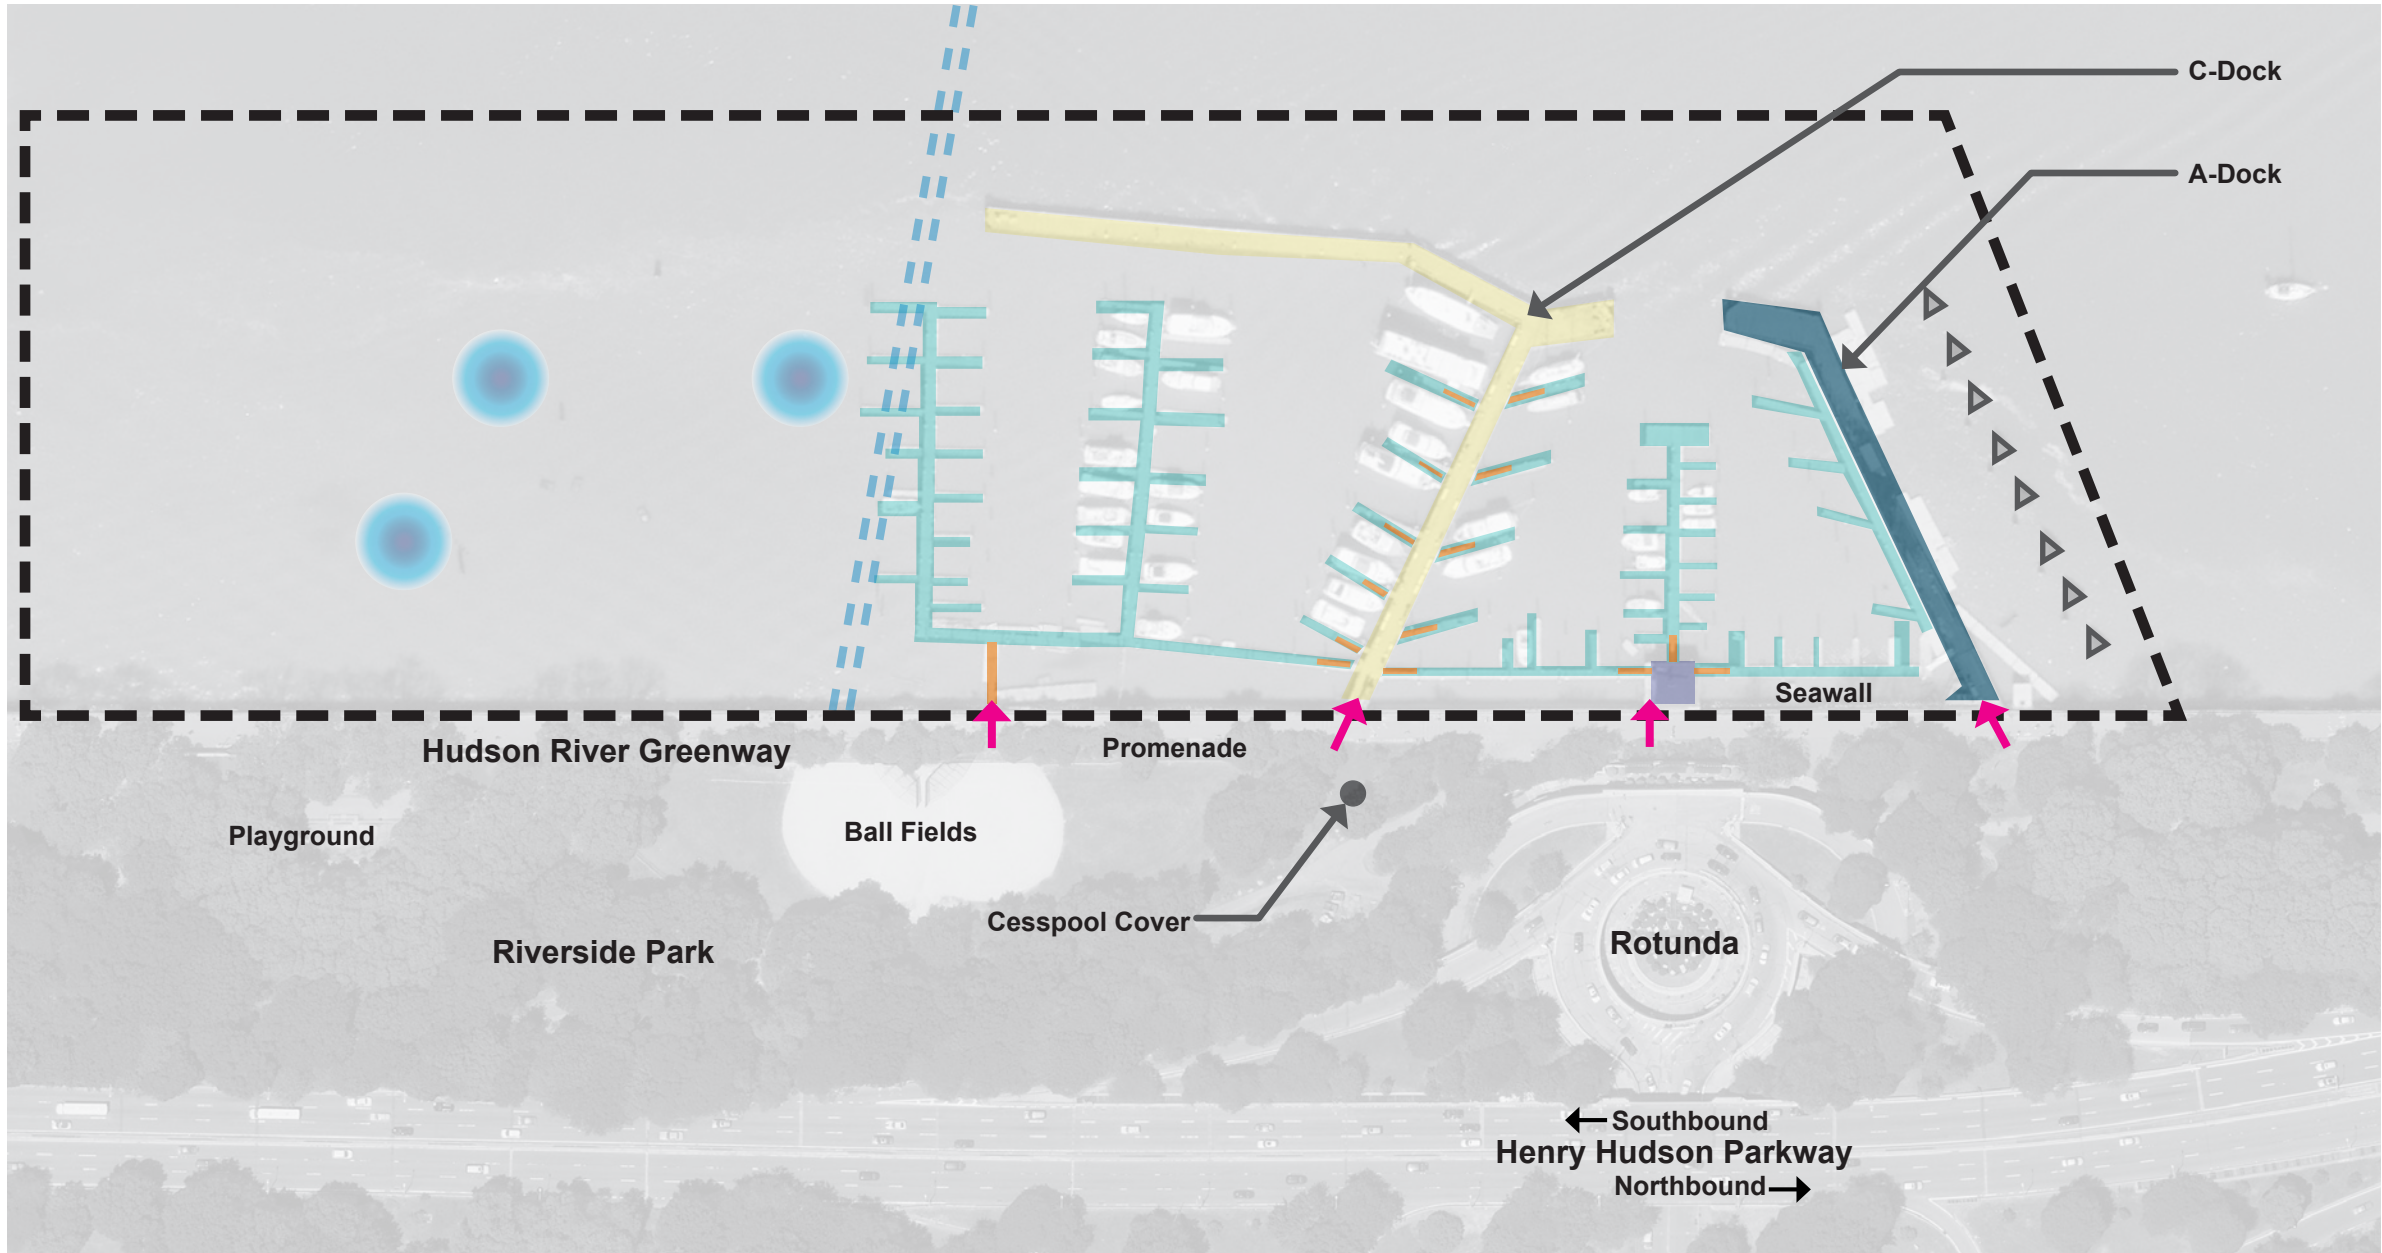 C-Dock
A-Dock
Seawall
Hudson River Greenway
Promenade
Playground
Ball Fields
Cesspool Cover
Riverside Park
Rotunda
Southbound
Henry Hudson Parkway
Northbound